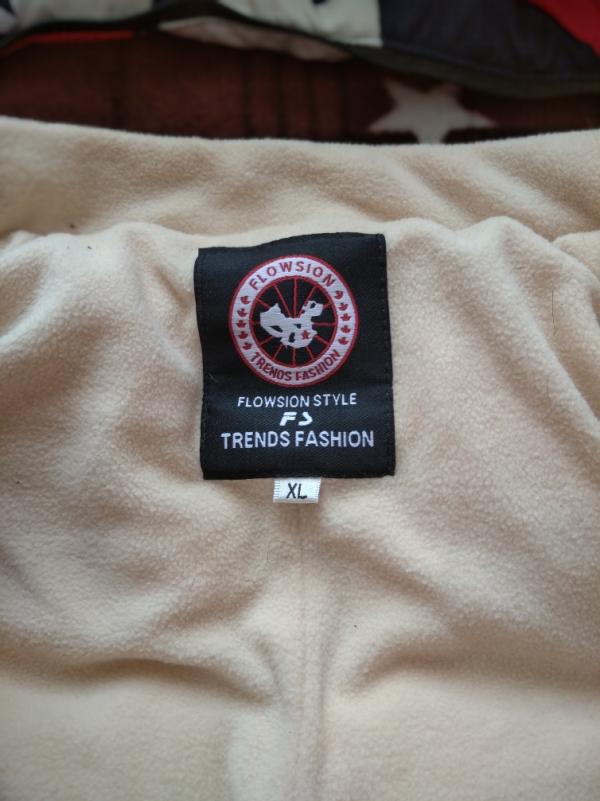 FLOWSION
TRENDS FASHION
FLOWSION STYLE
FS
TRENDS FASHION
XL